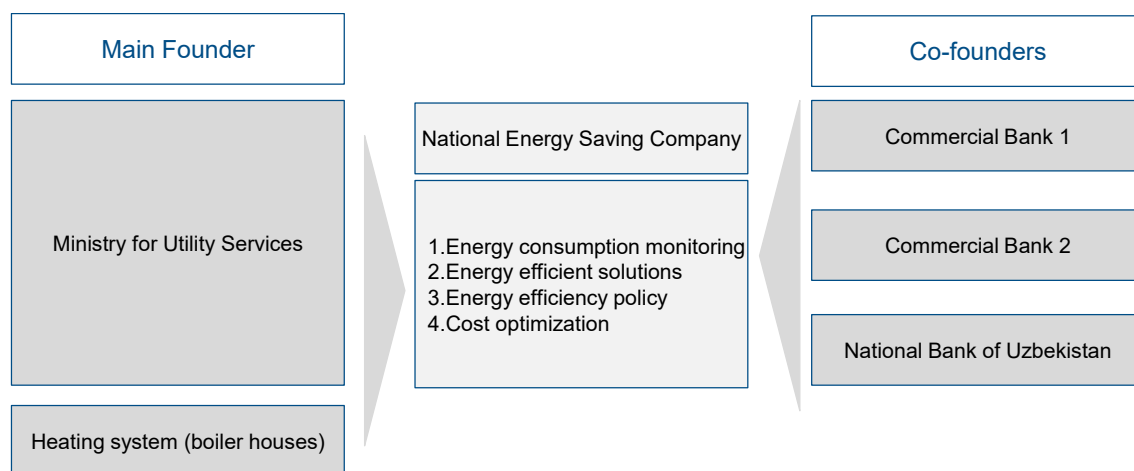 Main Founder
Ministry for Utility Services
Heating system (boiler houses)
National Energy Saving Company
1.Energy consumption monitoring
2.Energy efficient solutions
3.Energy efficiency policy
4.Cost optimization
Co-founders
Commercial Bank 1
Commercial Bank 2
National Bank of Uzbekistan